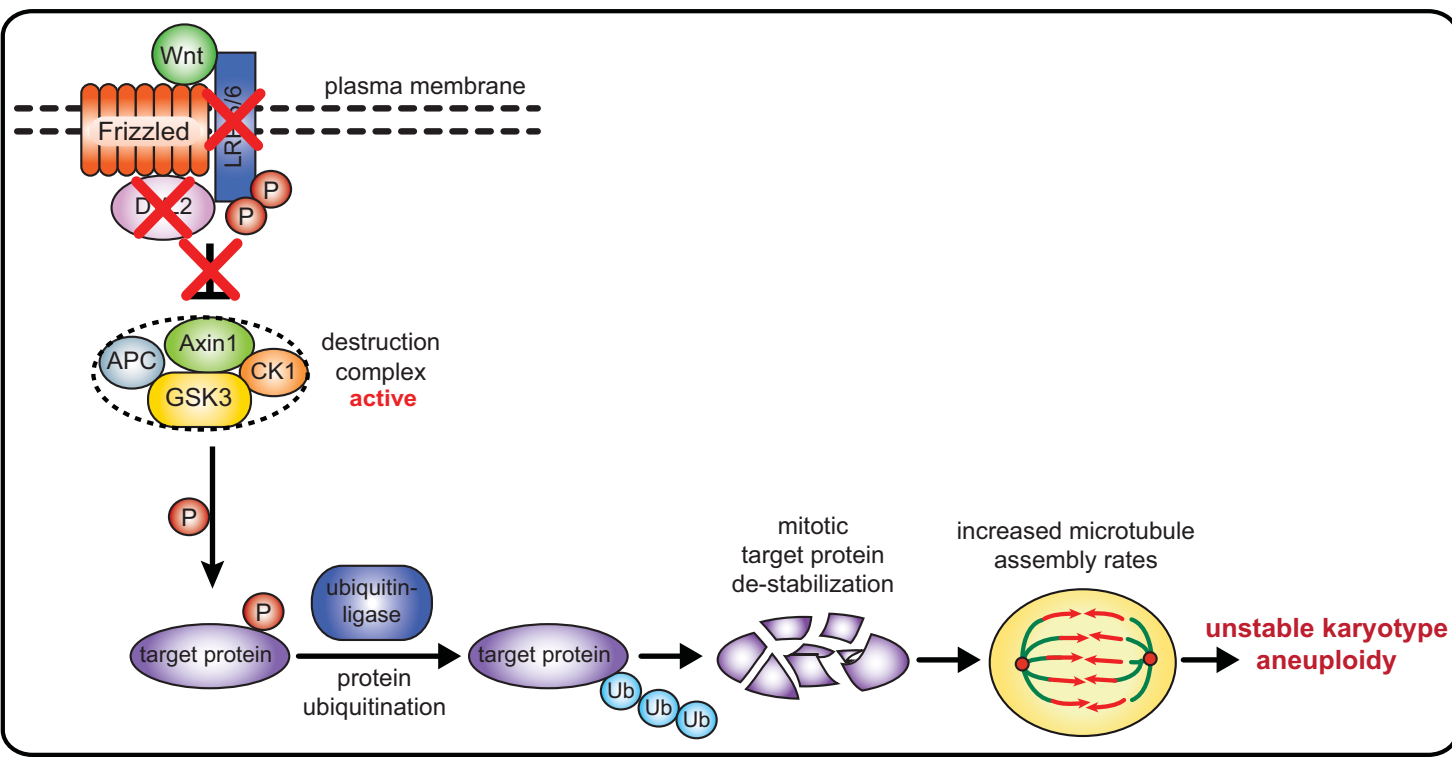 Wnt
plasma membrane
Frizzled
P
P
Axin1
APC
CK1
GSK3
destruction
complex
active
P
P
target protein
ubiquitin-
ligase
protein
ubiquitination
target protein
Ub
Ub
Ub
mitotic
target protein
de-stabilization
increased microtubule
assembly rates
unstable karyotype
aneuploidy